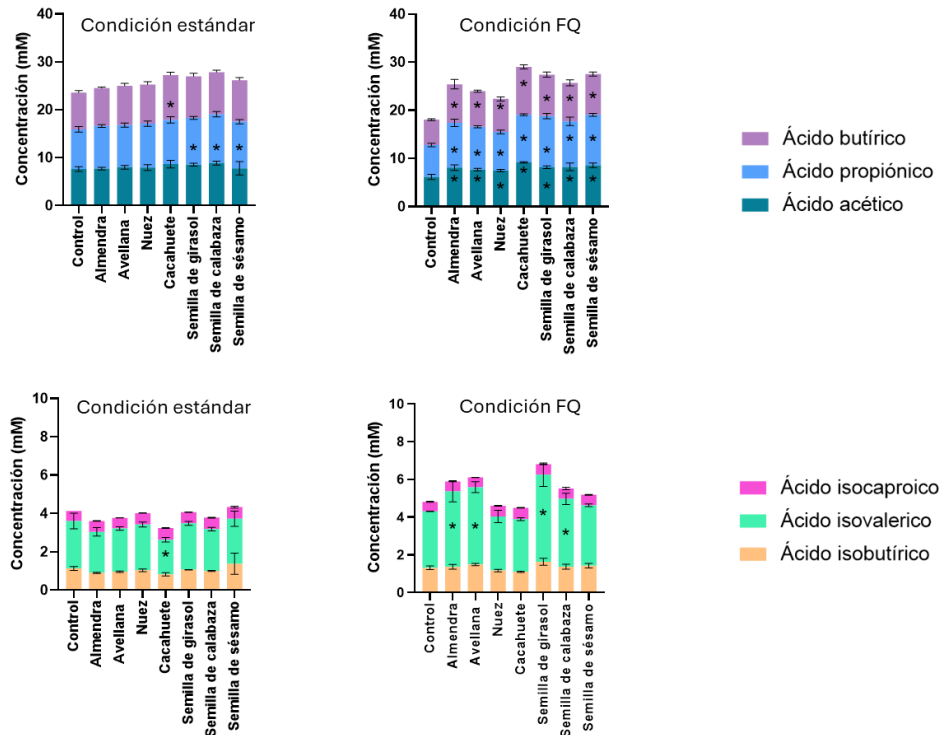 Condición estándar
Concentración (mM)
40
30
20
10
0
Control
Almendra
Avellana
Nuez
Cacahuete
Semilla de girasol
Semilla de calabaza
Semilla de sésamo
Condición FQ
Concentración (mM)
40
30
20
10
0
Control
Almendra
Avellana
Nuez
Cacahuete
Semilla de girasol
Semilla de calabaza
Semilla de sésamo
Ácido butírico
Ácido propiónico
Ácido acético
Condición estándar
Concentración (mM)
10
8
6
4
2
0
Control
Almendra
Avellana
Nuez
Cacahuete
Semilla de girasol
Semilla de calabaza
Semilla de sésamo
Condición FQ
Concentración (mM)
10
8
6
4
2
0
Control
Almendra
Avellana
Nuez
Cacahuete
Semilla de girasol
Semilla de calabaza
Semilla de sésamo
Ácido isocaproico
Ácido isovalerico
Ácido isobutírico